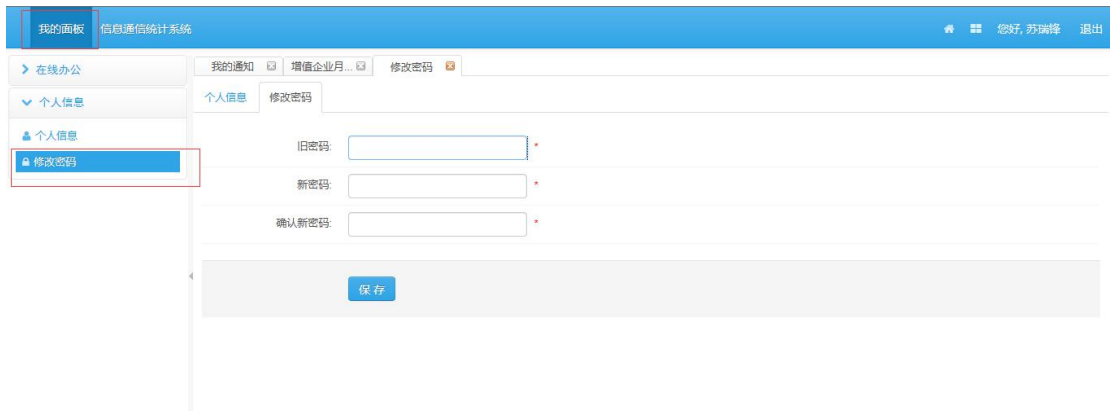 我的面板 信息通信统计系统 您好, 苏瑞锋 退出
在线办公 我的通知 增值企业月... 修改密码
个人信息 个人信息 修改密码
个人信息
修改密码
旧密码: *
新密码: *
确认新密码: *
保存